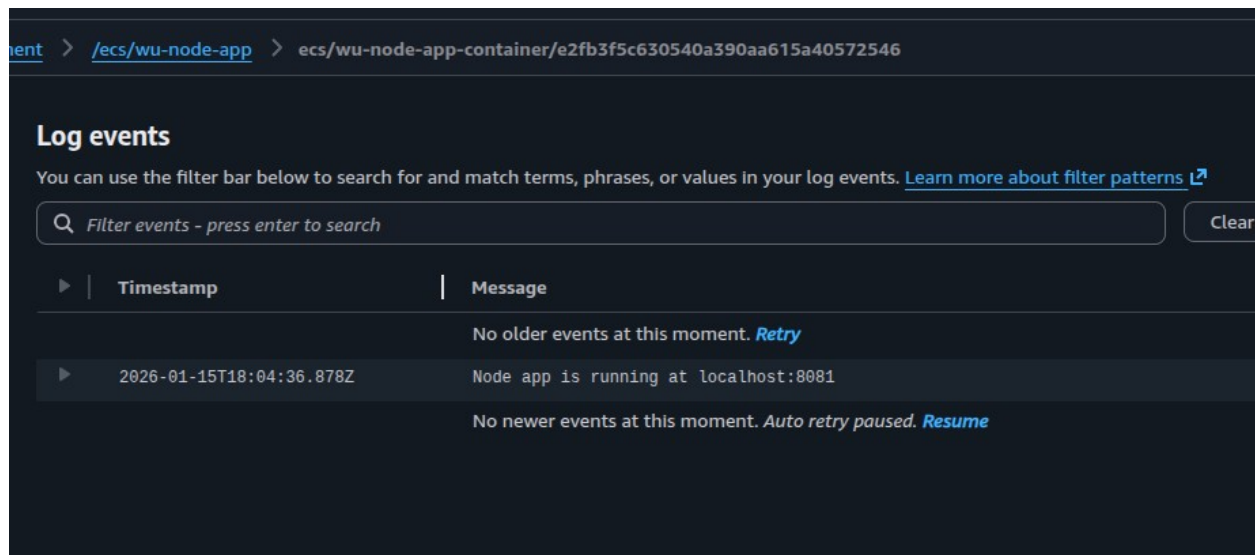 ment > /ecs/wu-node-app > ecs/wu-node-app-container/e2fb3f5c630540a390aa615a40572546
Log events
You can use the filter bar below to search for and match terms, phrases, or values in your log events. Learn more about filter patterns
Filter events - press enter to search
Clear
Timestamp Message
No older events at this moment. Retry
2026-01-15T18:04:36.878Z Node app is running at localhost:8081
No newer events at this moment. Auto retry paused. Resume